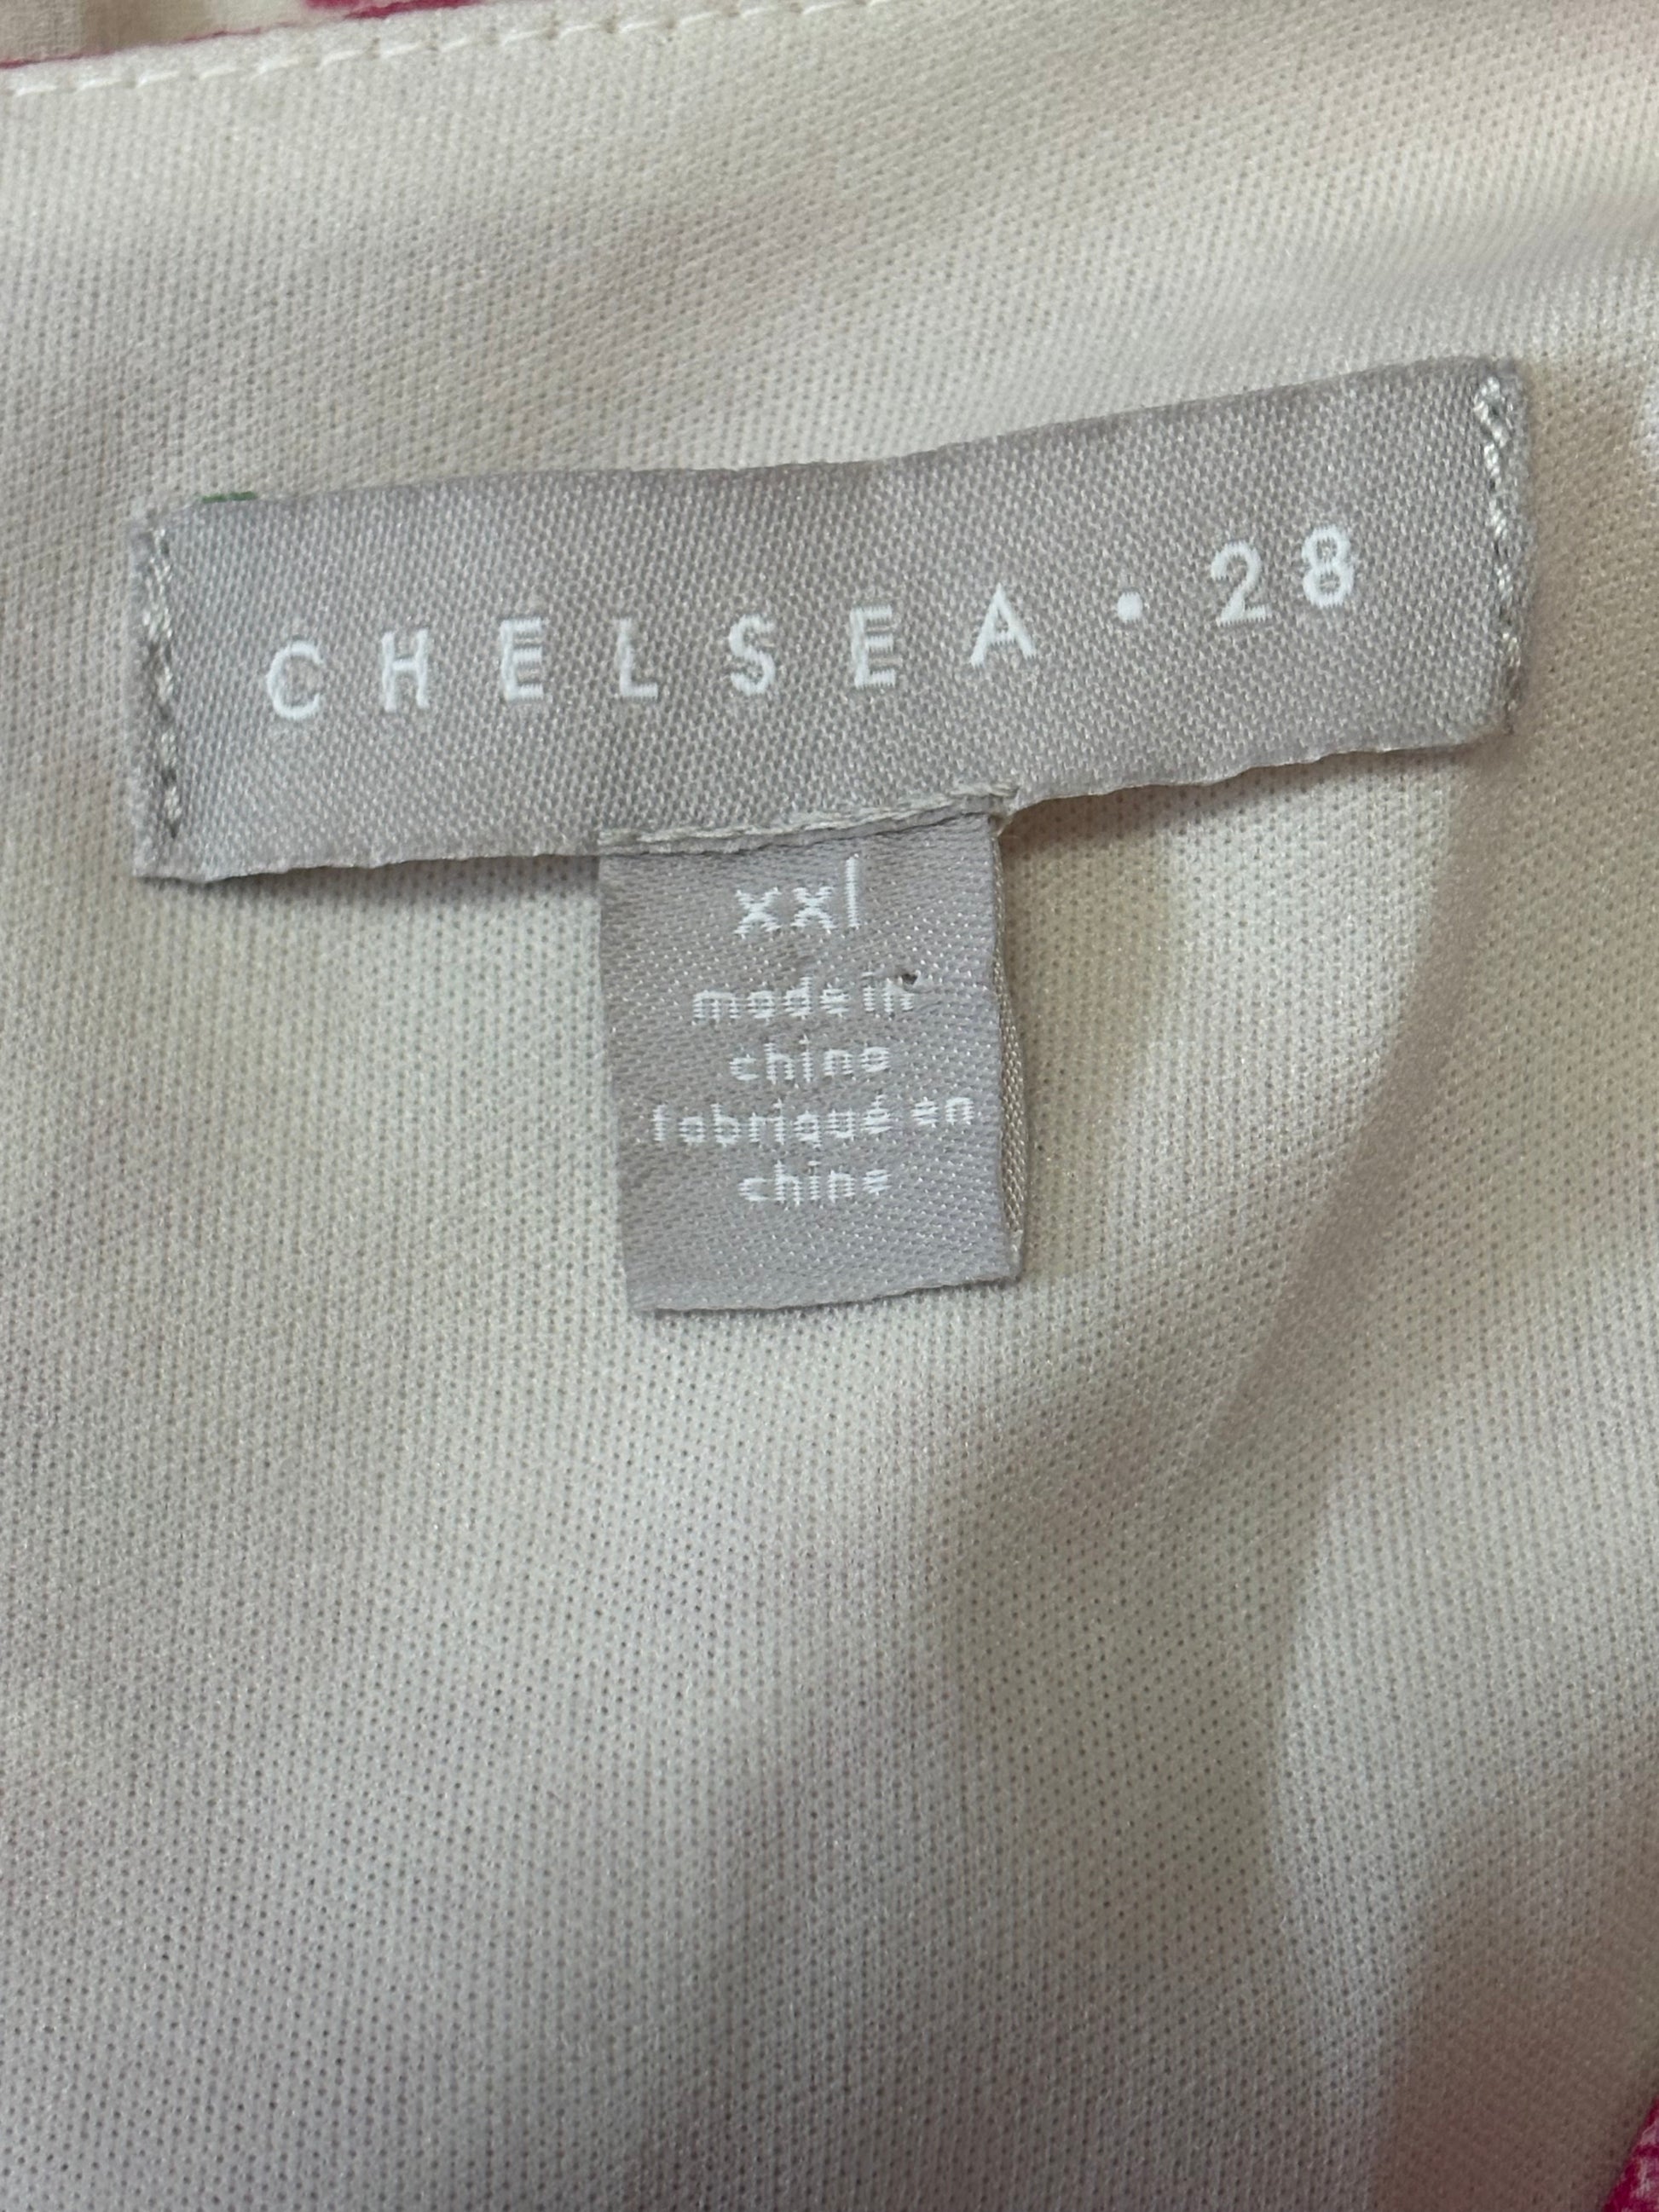 CHELSEA • 28
xxl
made in
china
fabriqué en
chine